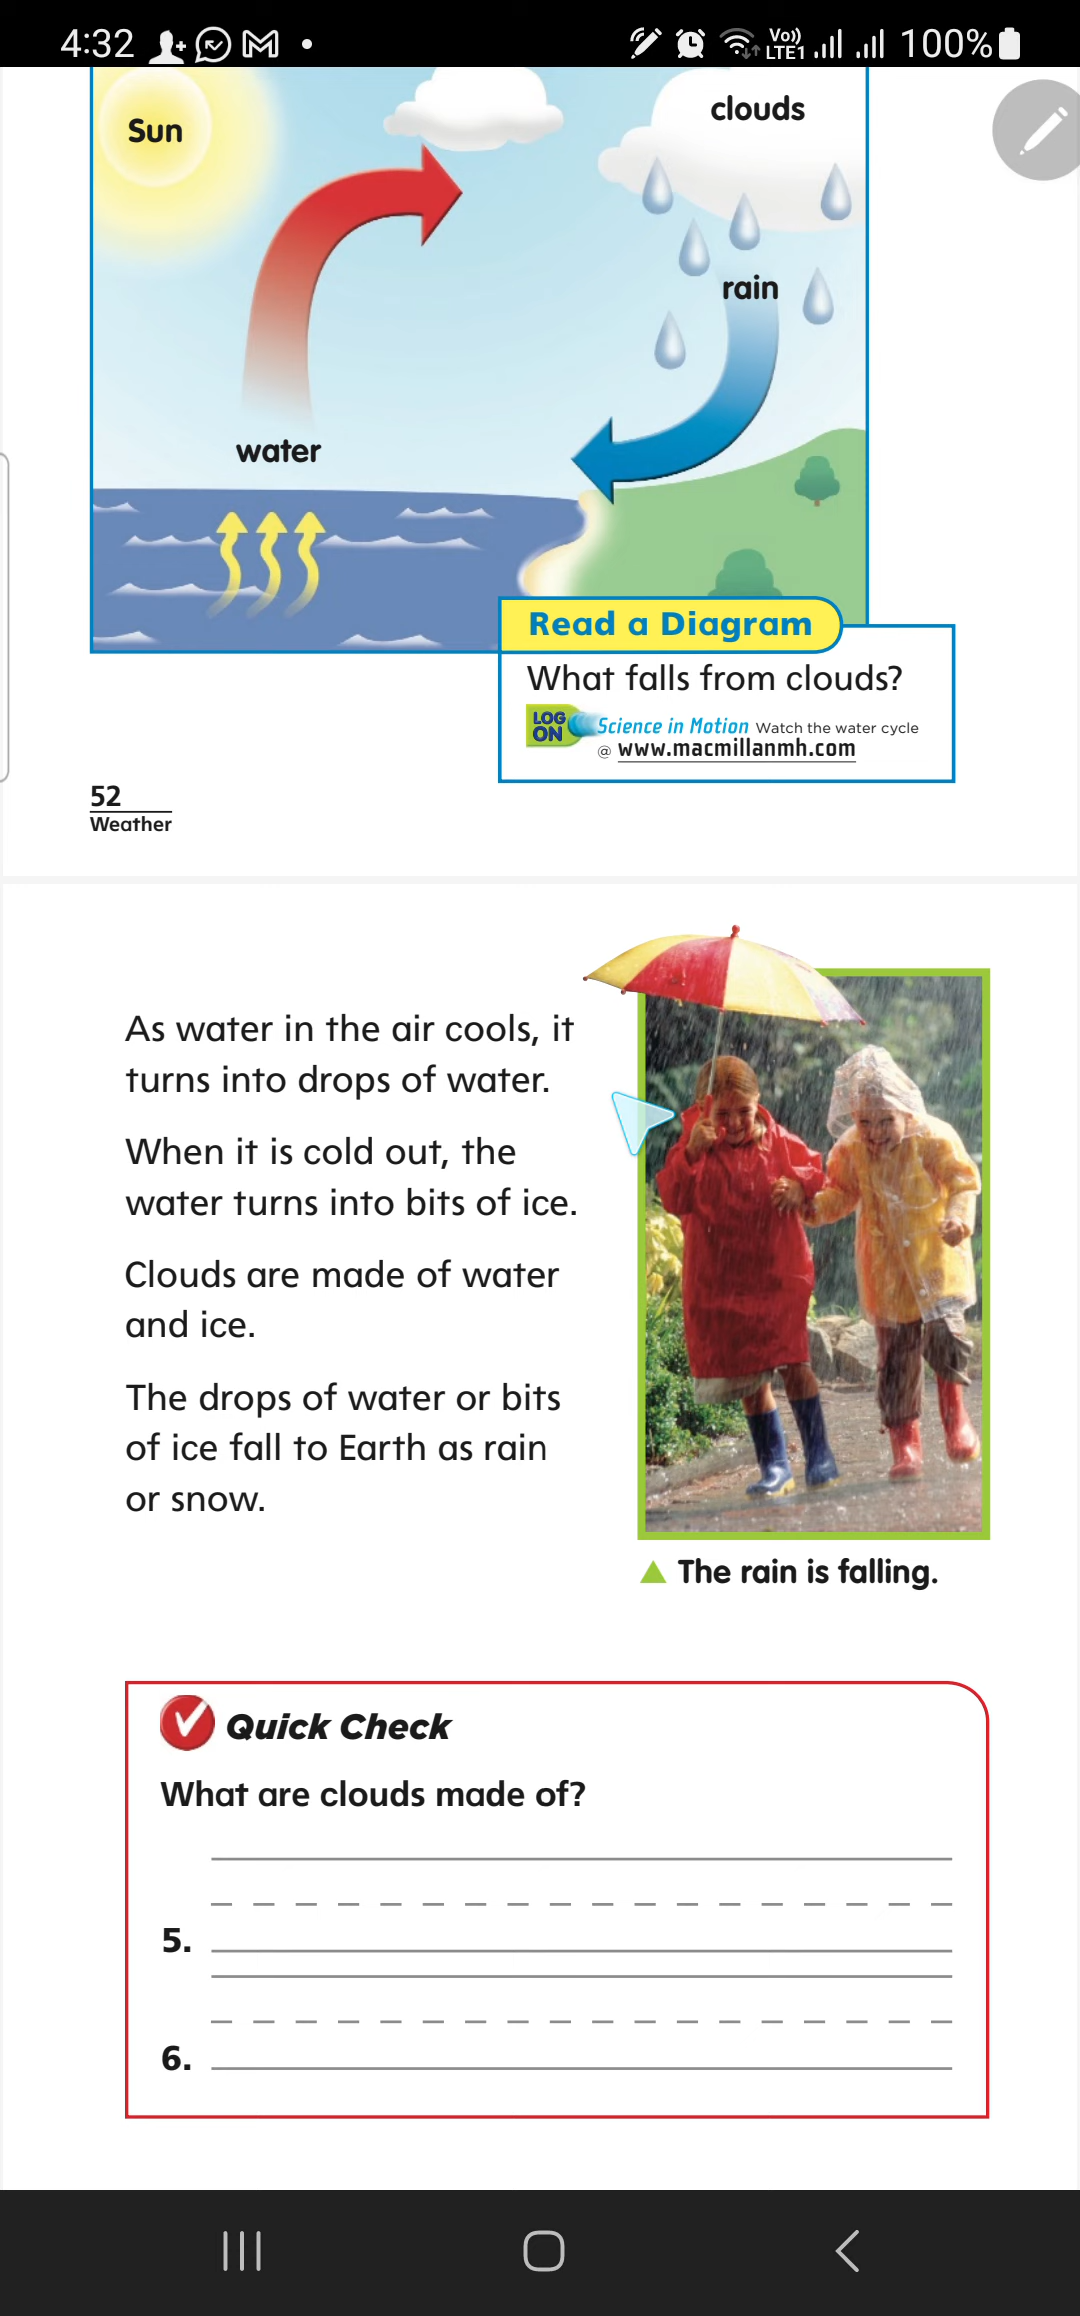 4:32
Vo))
LTE1
100%
Sun
clouds
rain
water
Read a Diagram
What falls from clouds?
LOG
ON
Science in Motion Watch the water cycle
@ www.macmillanmh.com
52
Weather
As water in the air cools, it
turns into drops of water.
When it is cold out, the
water turns into bits of ice.
Clouds are made of water
and ice.
The drops of water or bits
of ice fall to Earth as rain
or snow.
The rain is falling.
Quick Check
What are clouds made of?
5.
6.